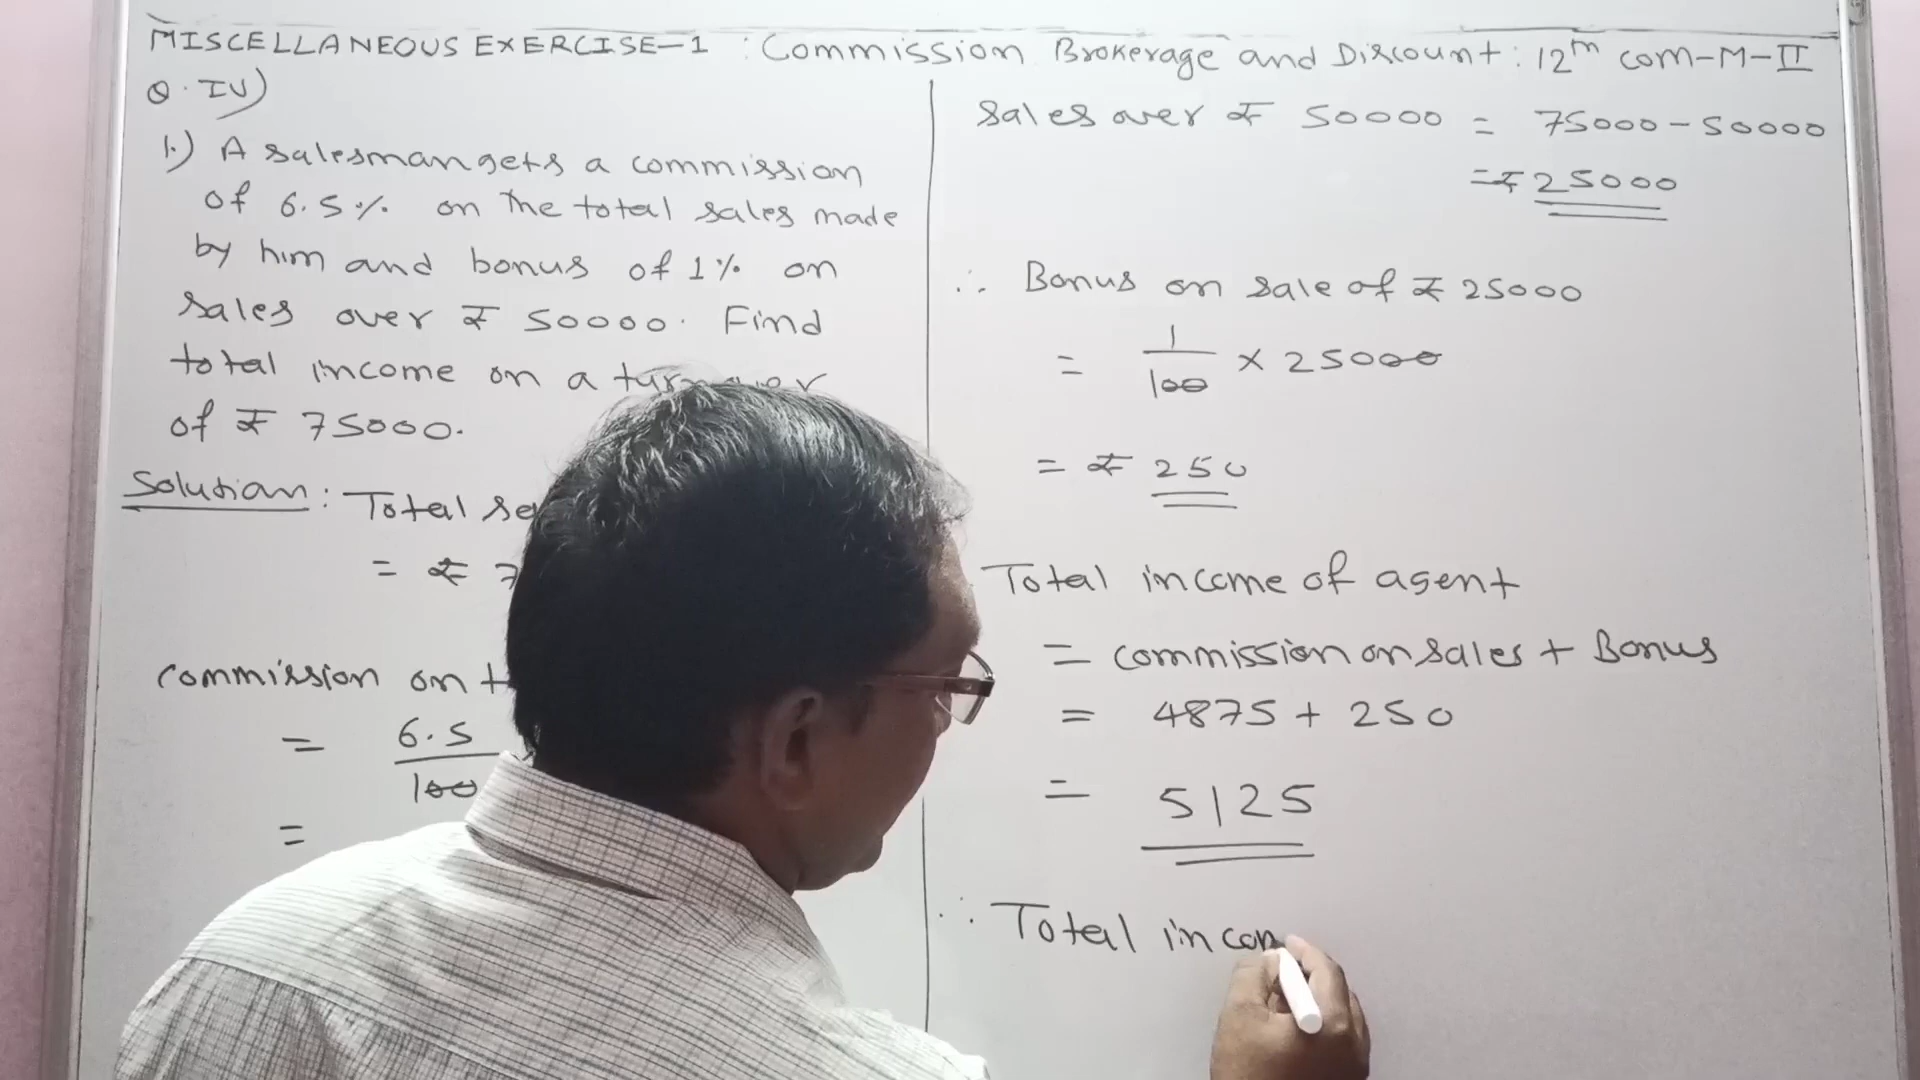 MISCELLANEOUS EXERCISE-1 : Commission Brokerage and Discount : 12th com-M-II
Q. IV)
1.) A salesman gets a commission
of 6.5% on the total sales made
by him and bonus of 1% on
sales over ₹ 50000. Find
total income on a turnover
of ₹ 75000.
Solution : Total
= ₹ 7
commission on
= 6.5
100
=
sales over ₹ 50000 = 75000 - 50000
= ₹ 25000
∴ Bonus on sale of ₹ 25000
= 1/100 × 25000
= ₹ 250
Total income of agent
= commission on sales + Bonus
= 4875 + 250
= 5125
∴ Total incom